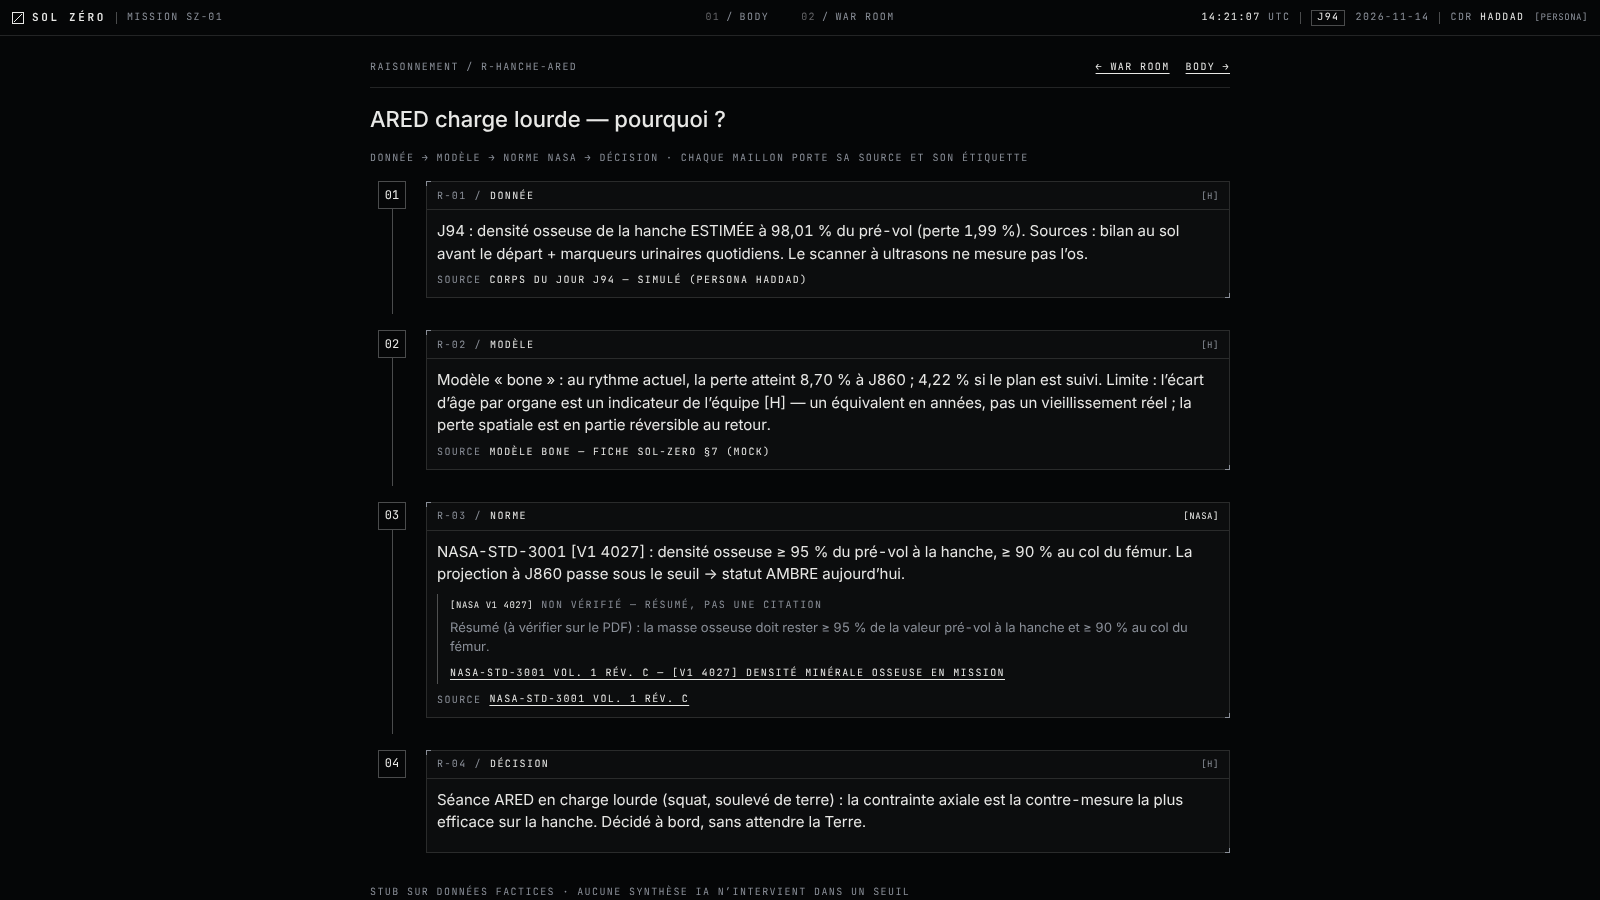 SOL ZÉRO | MISSION SZ-01
01 / BODY 02 / WAR ROOM
14:21:07 UTC | J94 2026-11-14 | CDR HADDAD [PERSONA]
RAISONNEMENT / R-HANCHE-ARED
← WAR ROOM BODY →
ARED charge lourde — pourquoi ?
DONNÉE → MODÈLE → NORME NASA → DÉCISION · CHAQUE MAILLON PORTE SA SOURCE ET SON ÉTIQUETTE
01
R-01 / DONNÉE [H]
J94 : densité osseuse de la hanche ESTIMÉE à 98,01 % du pré-vol (perte 1,99 %). Sources : bilan au sol
avant le départ + marqueurs urinaires quotidiens. Le scanner à ultrasons ne mesure pas l’os.
SOURCE CORPS DU JOUR J94 — SIMULÉ (PERSONA HADDAD)
02
R-02 / MODÈLE [H]
Modèle « bone » : au rythme actuel, la perte atteint 8,70 % à J860 ; 4,22 % si le plan est suivi. Limite : l’écart
d’âge par organe est un indicateur de l’équipe [H] — un équivalent en années, pas un vieillissement réel ; la
perte spatiale est en partie réversible au retour.
SOURCE MODÈLE BONE — FICHE SOL-ZERO §7 (MOCK)
03
R-03 / NORME [NASA]
NASA-STD-3001 [V1 4027] : densité osseuse ≥ 95 % du pré-vol à la hanche, ≥ 90 % au col du fémur. La
projection à J860 passe sous le seuil → statut AMBRE aujourd’hui.
[NASA V1 4027] NON VÉRIFIÉ — RÉSUMÉ, PAS UNE CITATION
Résumé (à vérifier sur le PDF) : la masse osseuse doit rester ≥ 95 % de la valeur pré-vol à la hanche et ≥ 90 % au col du
fémur.
NASA-STD-3001 VOL. 1 RÉV. C — [V1 4027] DENSITÉ MINÉRALE OSSEUSE EN MISSION
SOURCE NASA-STD-3001 VOL. 1 RÉV. C
04
R-04 / DÉCISION [H]
Séance ARED en charge lourde (squat, soulevé de terre) : la contrainte axiale est la contre-mesure la plus
efficace sur la hanche. Décidé à bord, sans attendre la Terre.
STUB SUR DONNÉES FACTICES · AUCUNE SYNTHÈSE IA N’INTERVIENT DANS UN SEUIL